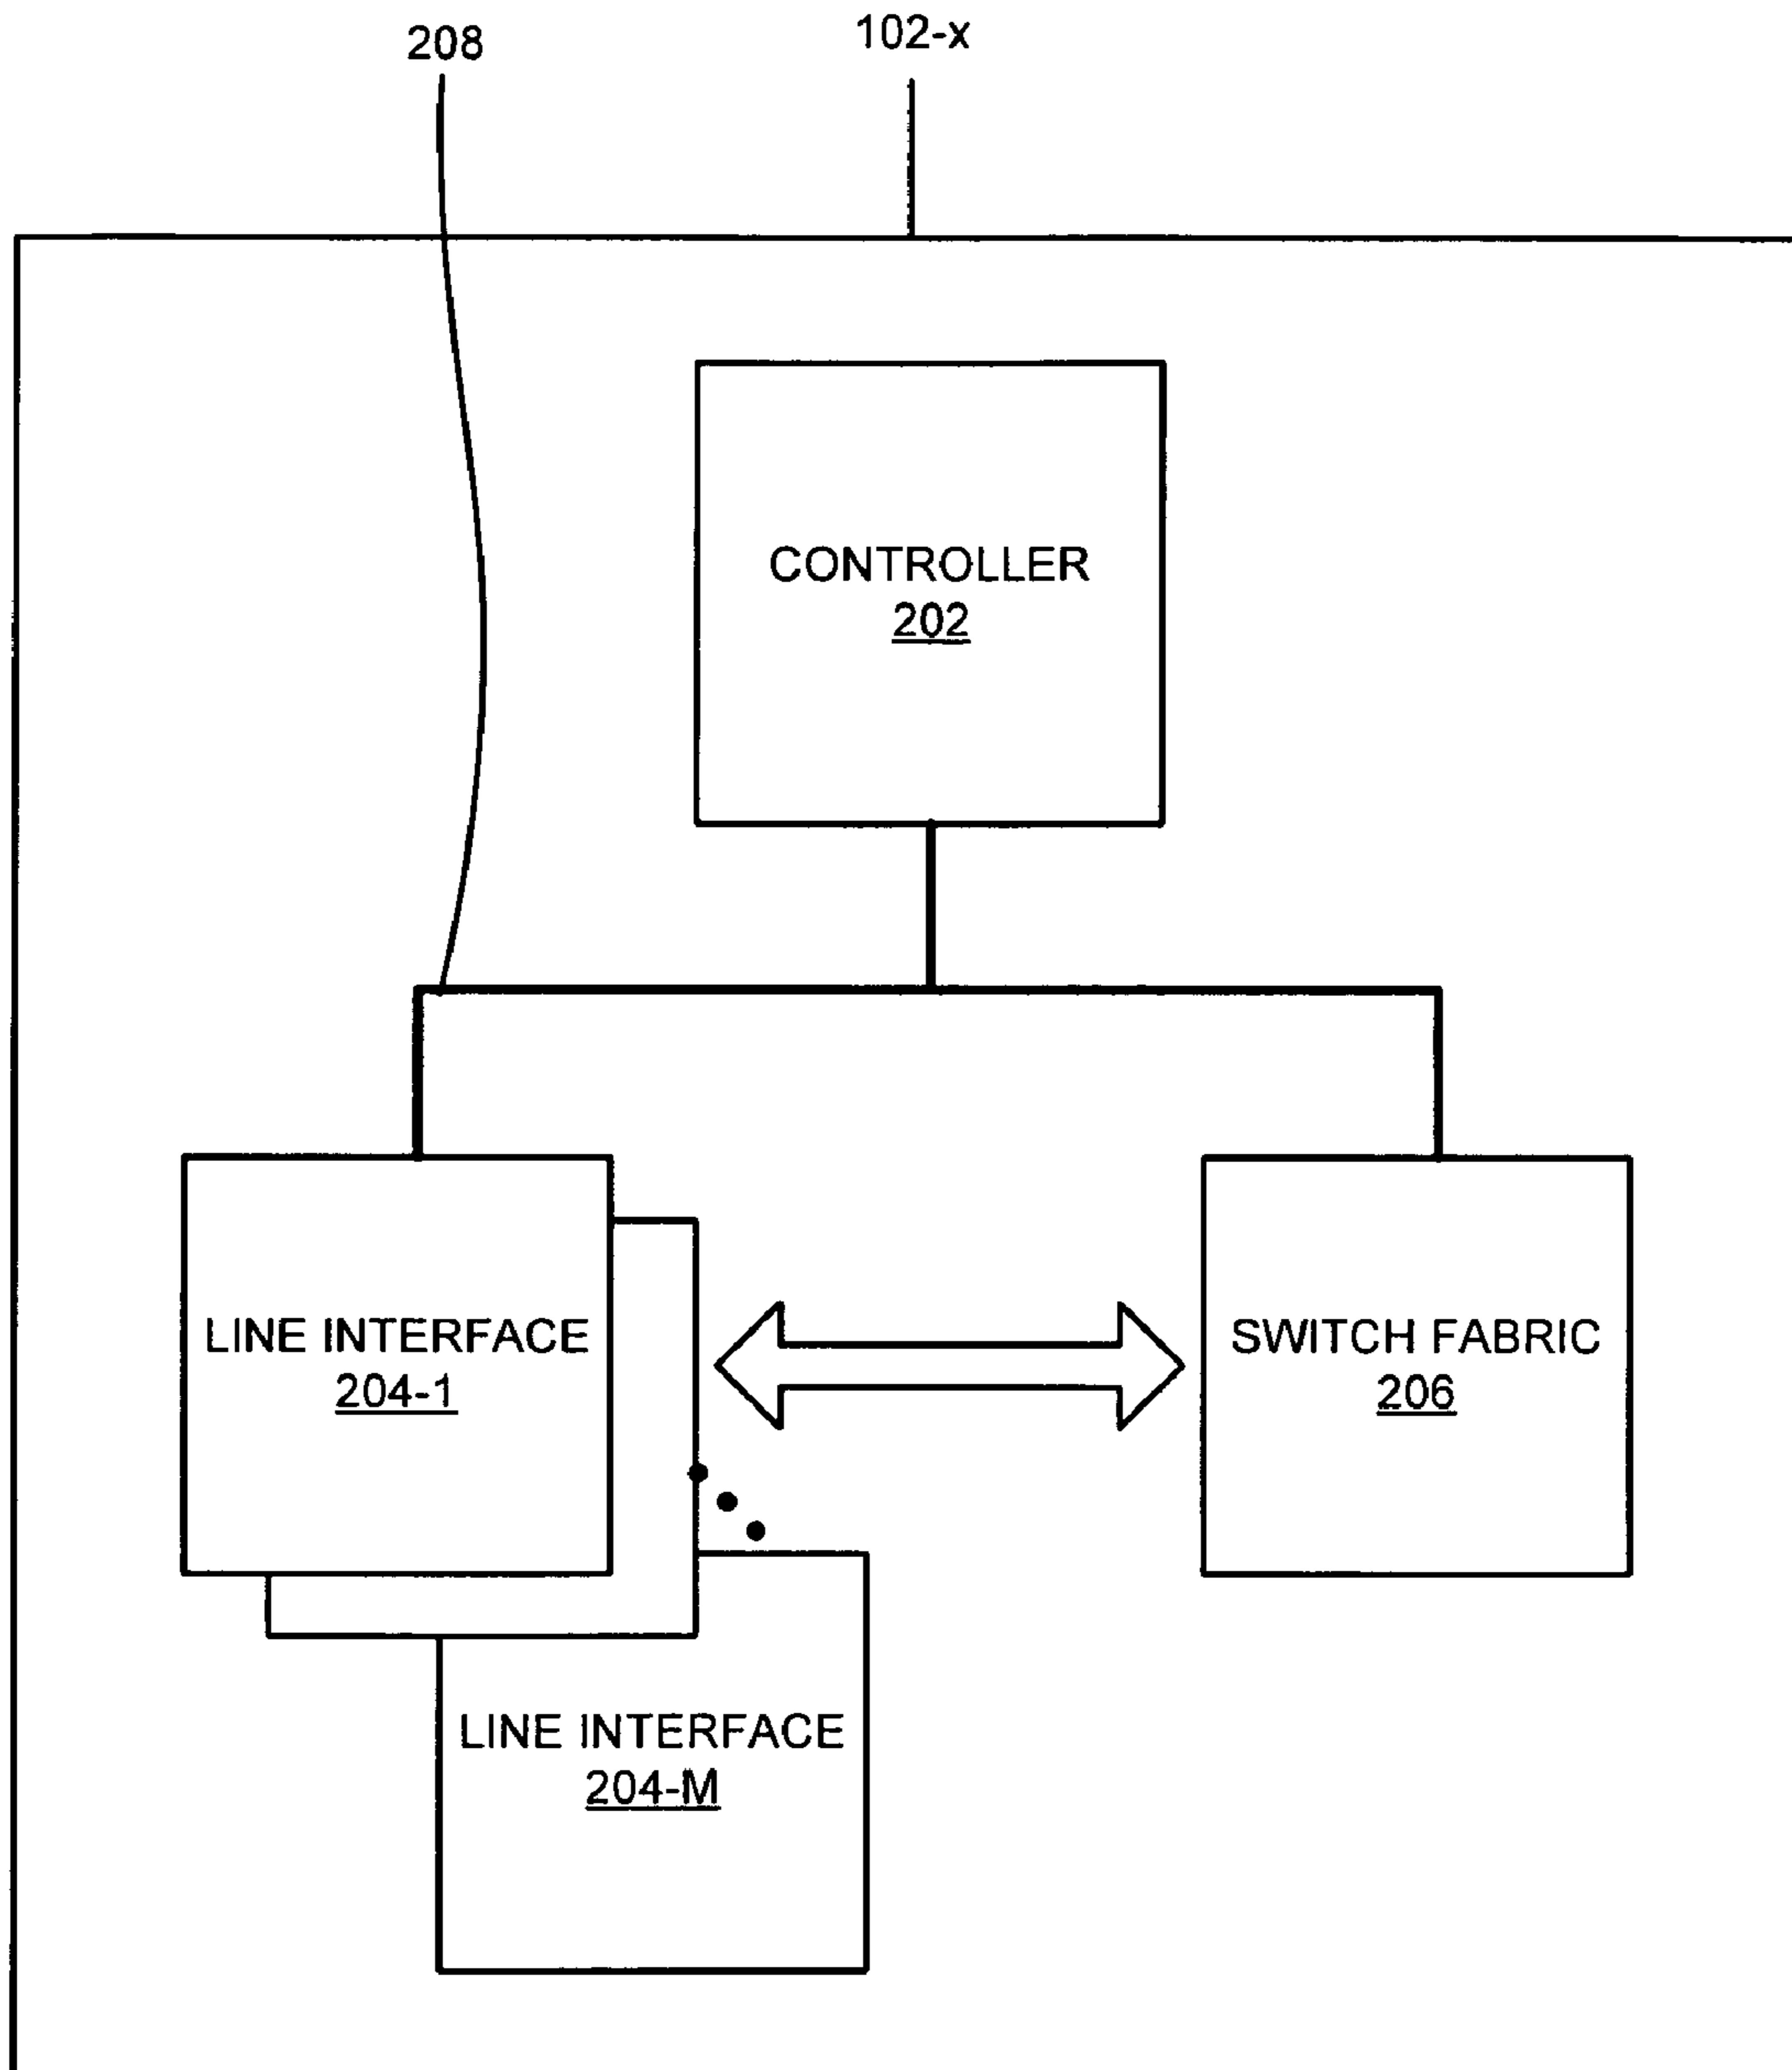 208
102-x
CONTROLLER
202
LINE INTERFACE
204-1
SWITCH FABRIC
206
LINE INTERFACE
204-M